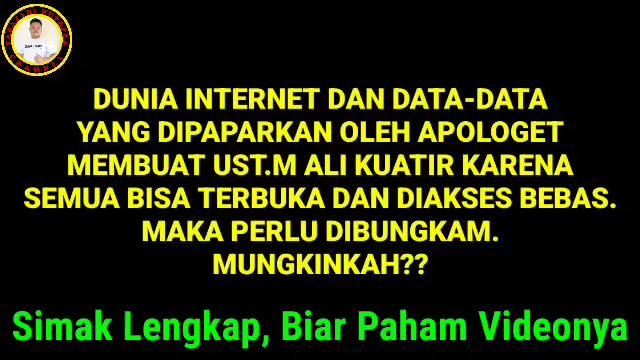 DUNIA INTERNET DAN DATA-DATA
YANG DIPAPARKAN OLEH APOLOGET
MEMBUAT UST.M ALI KUATIR KARENA
SEMUA BISA TERBUKA DAN DIAKSES BEBAS.
MAKA PERLU DIBUNGKAM.
MUNGKINKAH??
Simak Lengkap, Biar Paham Videonya